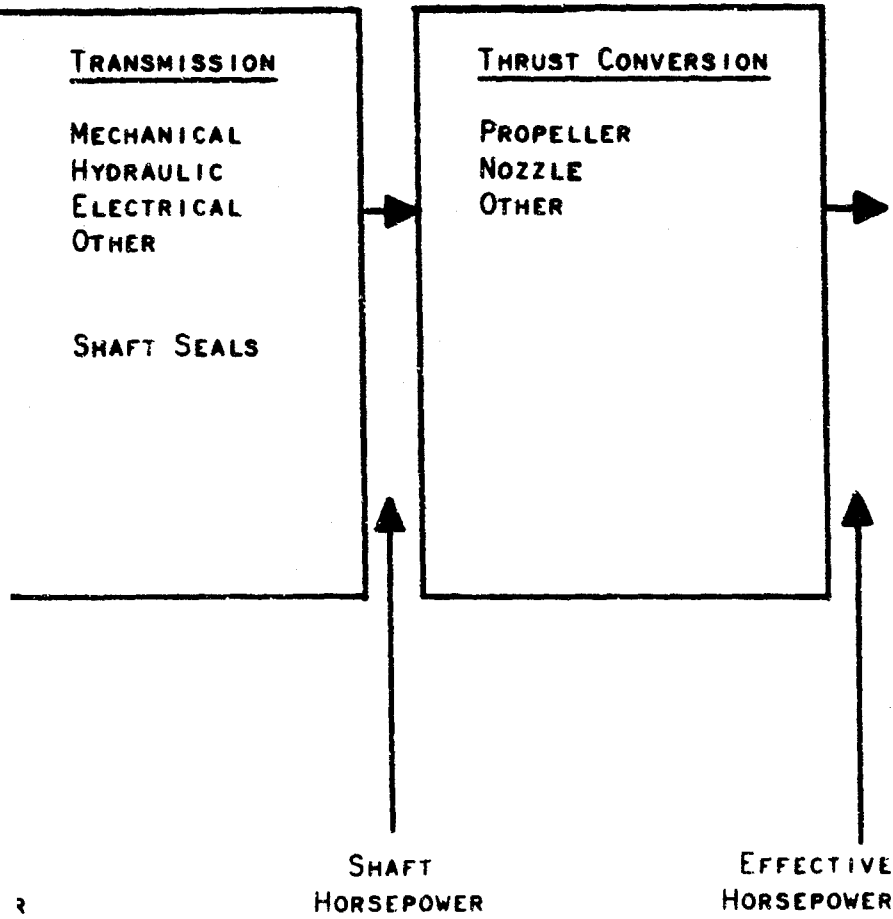 TRANSMISSION
MECHANICAL
HYDRAULIC
ELECTRICAL
OTHER
SHAFT SEALS
THRUST CONVERSION
PROPELLER
NOZZLE
OTHER
SHAFT
HORSEPOWER
EFFECTIVE
HORSEPOWER